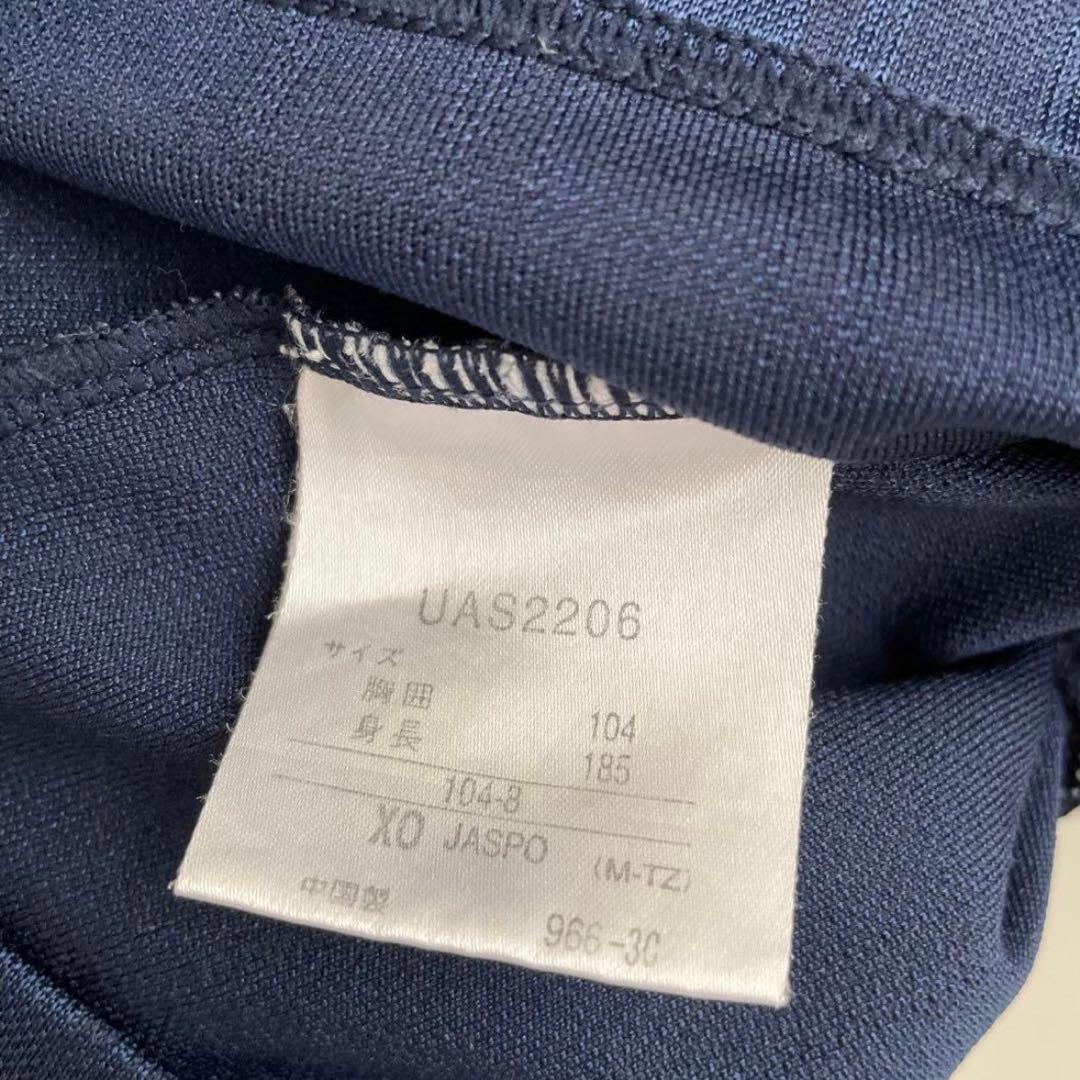 UAS2206
サイズ
胸囲 104
身長 185
104-8
XO JASPO (M-TZ)
中国製 966-3C